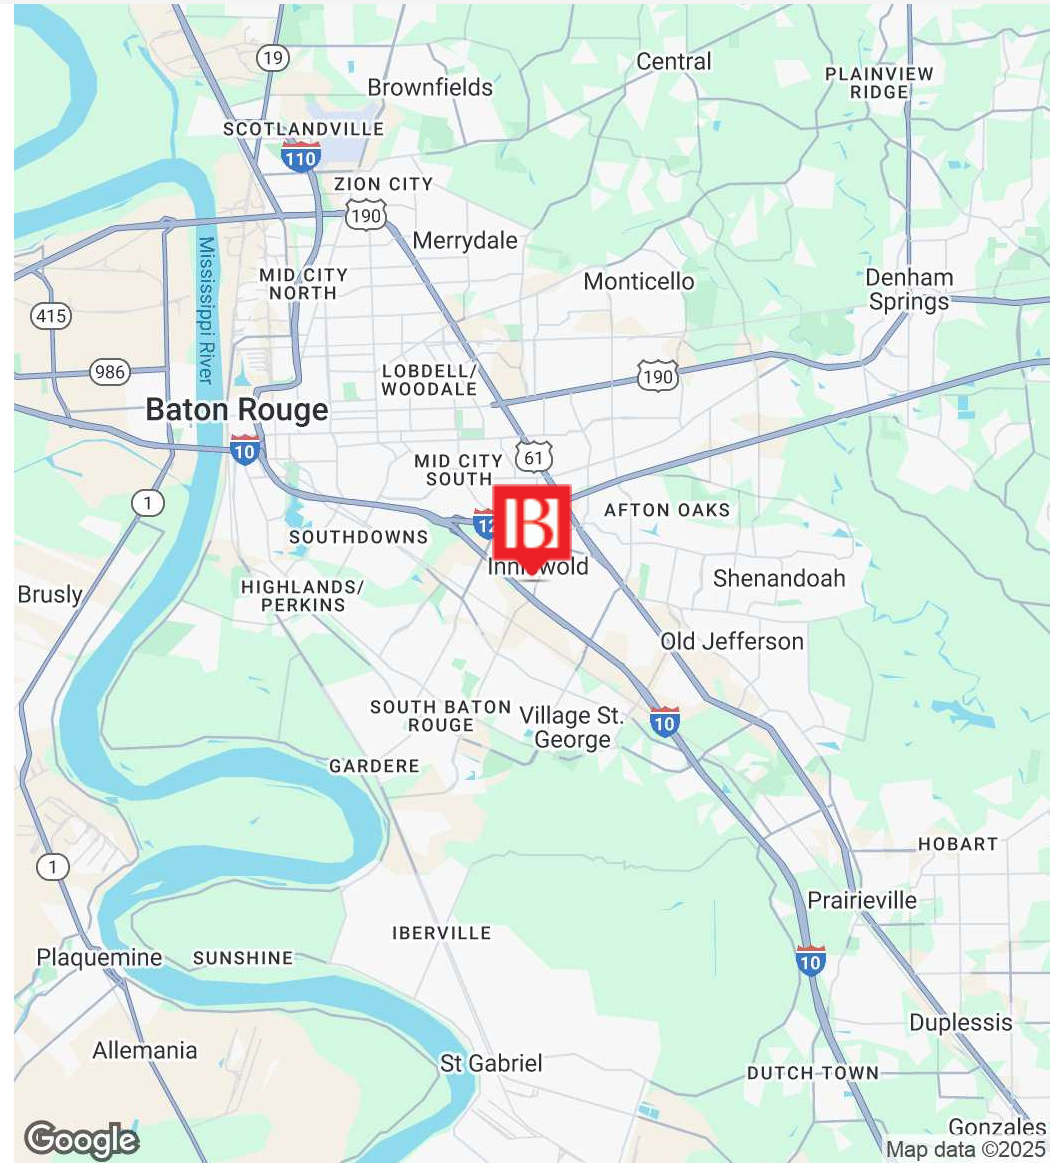 19
Central
Brownfields
PLAINVIEW
RIDGE
SCOTLANDVILLE
110
ZION CITY
190
Merrydale
Mississippi River
MID CITY
NORTH
Monticello
Denham
Springs
415
986
LOBDELL/
WOODALE
190
Baton Rouge
10
61
MID CITY
SOUTH
1
AFTON OAKS
12
SOUTHDOWNS
B
Shenandoah
Brusly
HIGHLANDS/
PERKINS
Old Jefferson
SOUTH BATON
ROUGE
Village St.
George
10
GARDERE
HOBART
1
Prairieville
IBERVILLE
Plaquemine
SUNSHINE
10
Duplessis
Allemania
St Gabriel
DUTCH TOWN
Gonzales
Google
Map data ©2025